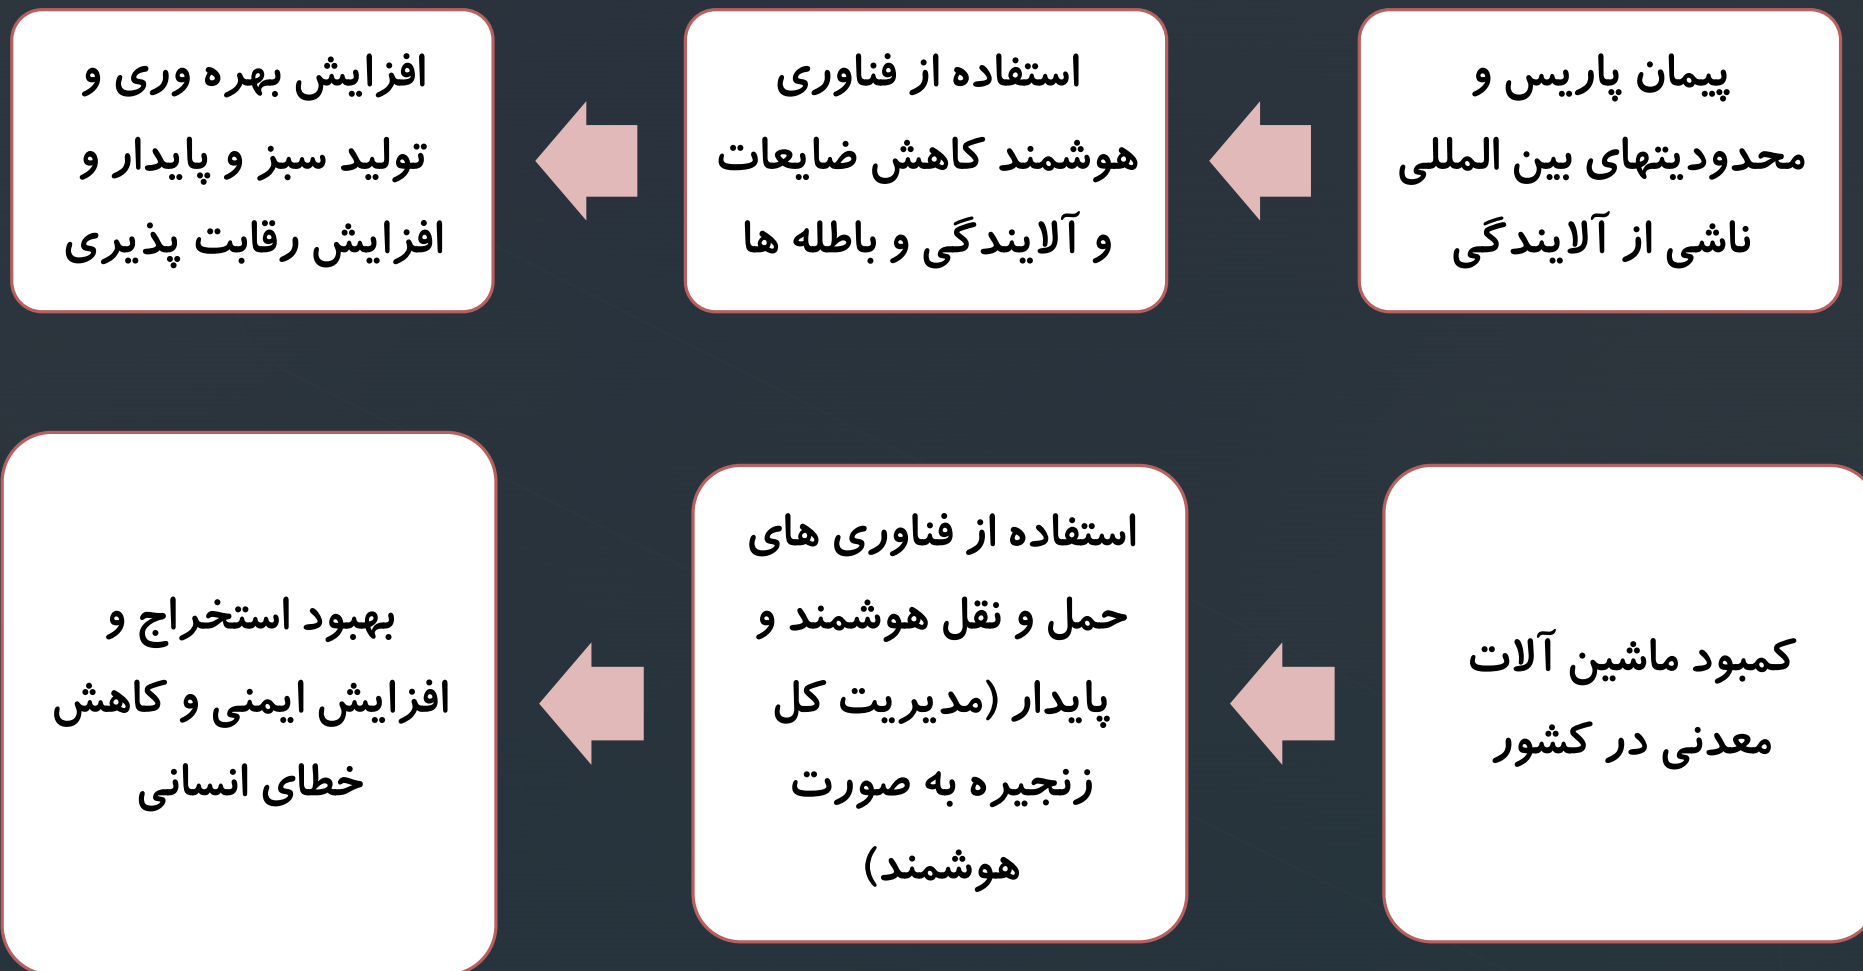 پیمان پاریس و
محدودیتهای بین المللی
ناشی از آلایندگی
استفاده از فناوری
هوشمند کاهش ضایعات
و آلایندگی و باطله ها
افزایش بهره وری و
تولید سبز و پایدار و
افزایش رقابت پذیری
کمبود ماشین آلات
معدنی در کشور
استفاده از فناوری های
حمل و نقل هوشمند و
پایدار (مدیریت کل
زنجیره به صورت
هوشمند)
بهبود استخراج و
افزایش ایمنی و کاهش
خطای انسانی